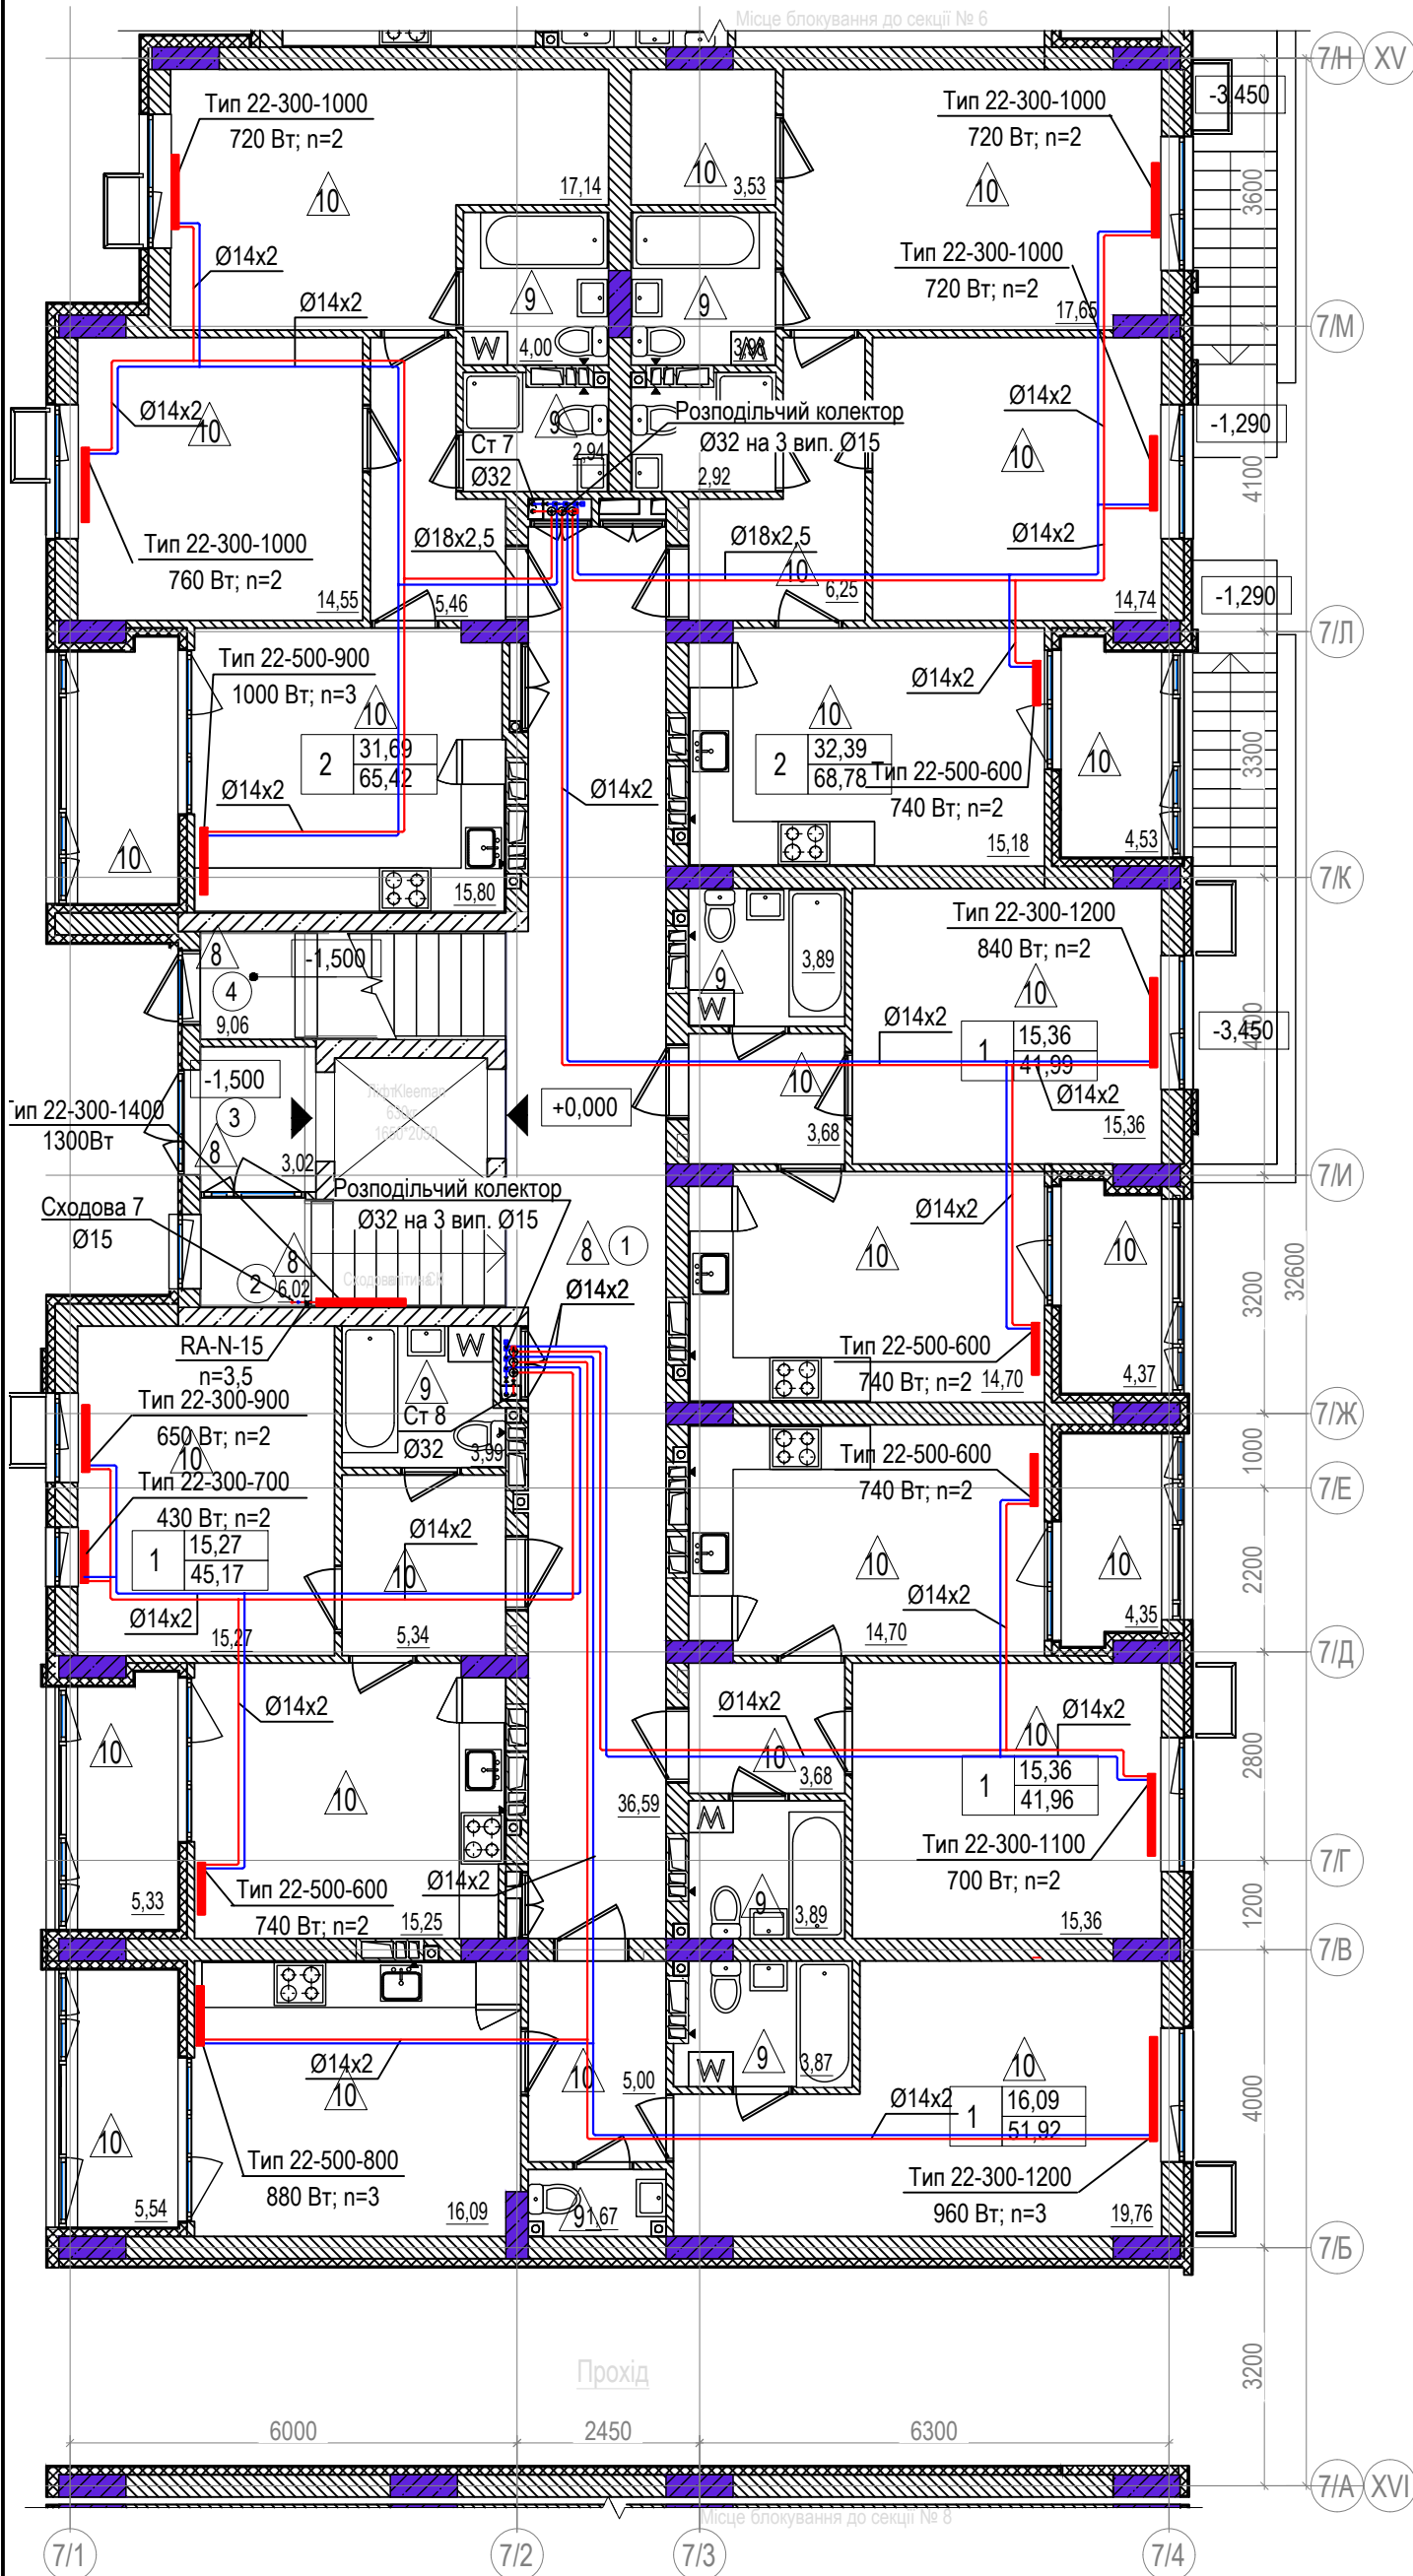 Місце блокування до секції № 6
7/Н
XV
-3,450
Тип 22-300-1000
720 Вт; n=2
Тип 22-300-1000
720 Вт; n=2
10
17,14
10
3,53
10
3600
Ø14x2
Тип 22-300-1000
720 Вт; n=2
Ø14x2
9
9
17,65
7/М
W
4,00
3,98
Ø14x2
10
9
Розподільчий колектор
Ø32 на 3 вип. Ø15
Ст 7
Ø32
2,94
2,92
Ø14x2
10
-1,290
4100
Тип 22-300-1000
760 Вт; n=2
Ø18x2,5
Ø18x2,5
10
Ø14x2
14,55
5,46
6,25
14,74
-1,290
7/Л
Тип 22-500-900
1000 Вт; n=3
10
2
31,69
65,42
Ø14x2
10
2
32,39
68,78
Тип 22-500-600
740 Вт; n=2
10
3300
Ø14x2
Ø14x2
10
15,80
15,18
4,53
7/К
Тип 22-300-1200
840 Вт; n=2
8
-1,500
4
9,06
3,89
9
W
10
Ø14x2
1
15,36
41,99
-3,450
-1,500
ЛіфтKleeman
+0,000
10
Ø14x2
Тип 22-300-1400
1300Вт
3
8
3,02
3,68
15,36
7/И
Розподільчий колектор
Ø32 на 3 вип. Ø15
Сходова 7
Ø15
8
1
Ø14x2
10
10
8
2
6,02
Ø14x2
3200
32600
RA-N-15
n=3,5
W
Тип 22-500-600
740 Вт; n=2
14,70
4,37
Тип 22-300-900
650 Вт; n=2
10
9
Ст 8
Ø32
3,99
7/Ж
Тип 22-500-600
740 Вт; n=2
1000
Тип 22-300-700
430 Вт; n=2
7/Е
1
15,27
45,17
Ø14x2
10
10
10
2200
Ø14x2
15,27
5,34
Ø14x2
14,70
4,35
7/Д
Ø14x2
Ø14x2
Ø14x2
10
10
10
10
3,68
1
15,36
41,96
2800
10
36,59
M
Тип 22-300-1100
700 Вт; n=2
7/Г
Тип 22-500-600
740 Вт; n=2
Ø14x2
5,33
15,25
9
3,89
15,36
1200
7/В
Ø14x2
10
10
5,00
9
W
3,87
10
Ø14x2
1
16,09
51,92
4000
10
Тип 22-500-800
880 Вт; n=3
Тип 22-300-1200
960 Вт; n=3
5,54
16,09
9
1,67
19,76
7/Б
Прохід
3200
6000
2450
6300
7/А
XVI
Місце блокування до секції № 8
7/1
7/2
7/3
7/4